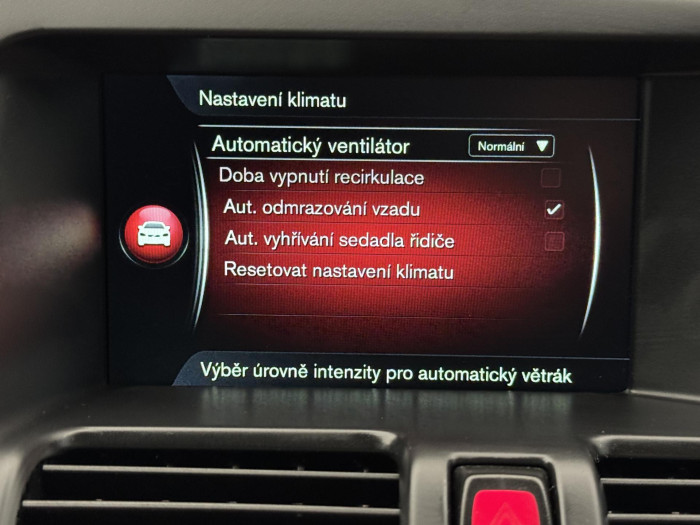 Nastavení klimatu
Automatický ventilátor Normální
Doba vypnutí recirkulace
Aut. odmrazování vzadu
Aut. vyhřívání sedadla řidiče
Resetovat nastavení klimatu
Výběr úrovně intenzity pro automatický větrák